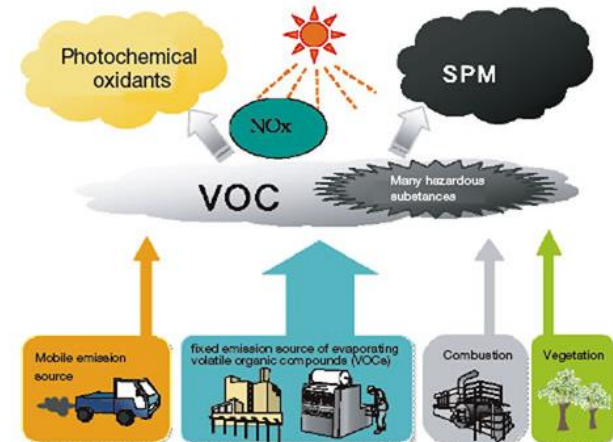 Photochemical
oxidants
NOx
SPM
VOC
Many hazardous
substances
Mobile emission
source
fixed emission source of evaporating
volatile organic compounds (VOCs)
Combustion
Vegetation